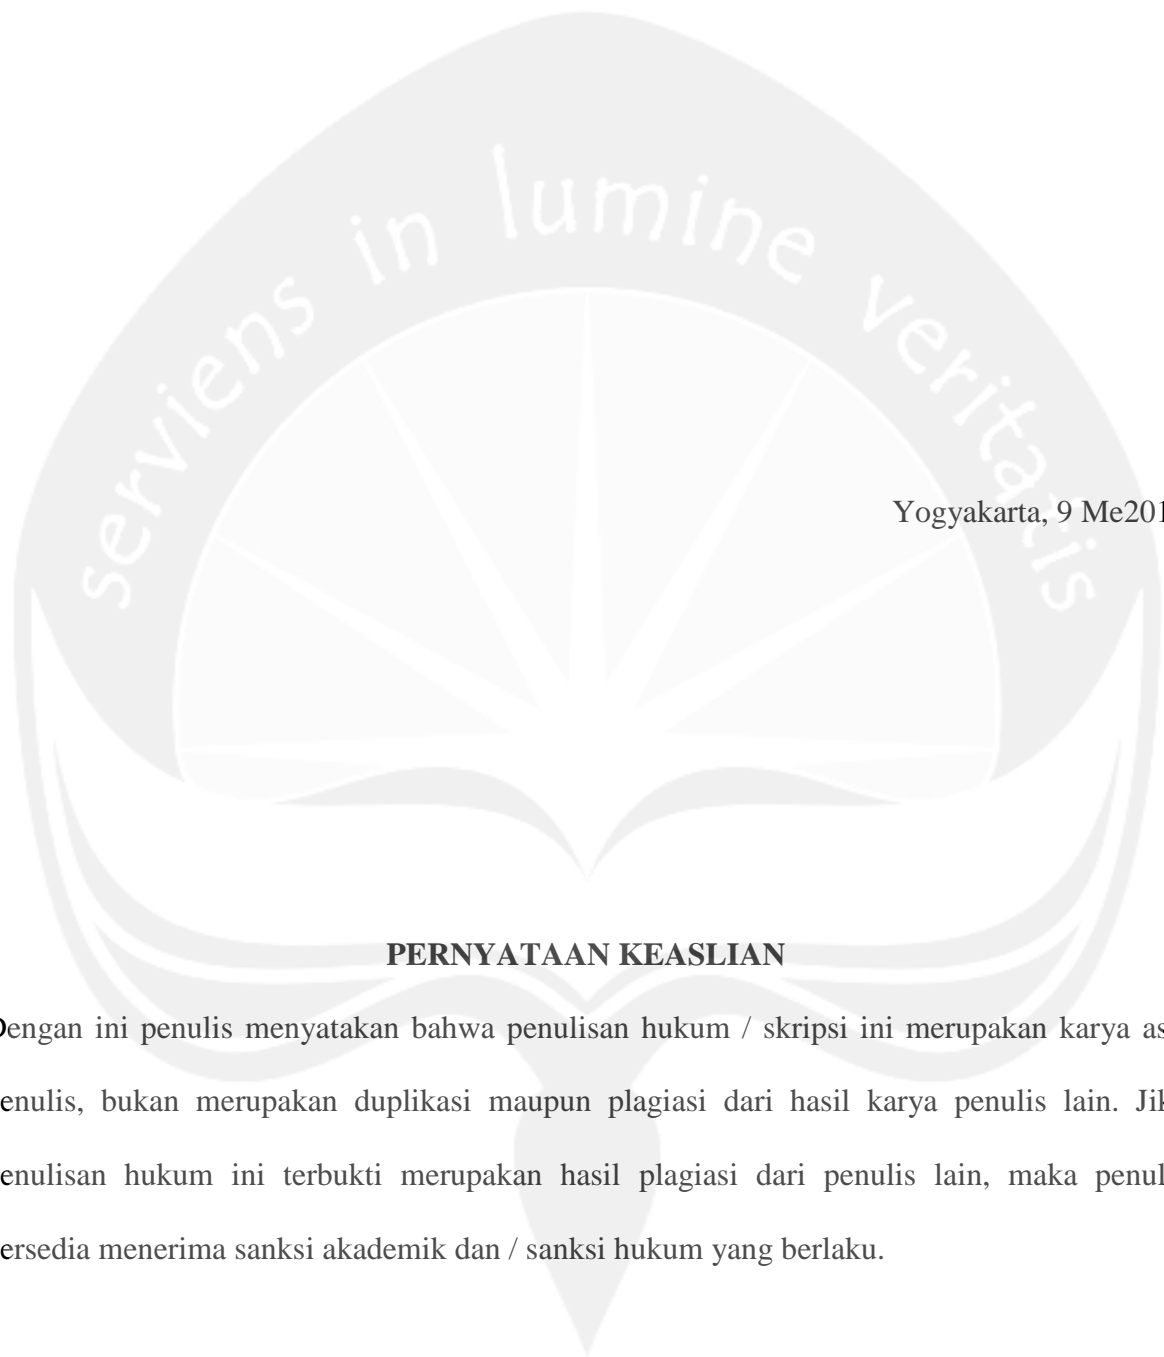 serviens in lumine veritatis
Yogyakarta, 9 Me201
PERNYATAAN KEASLIAN
Dengan ini penulis menyatakan bahwa penulisan hukum / skripsi ini merupakan karya as
enulis, bukan merupakan duplikasi maupun plagiasi dari hasil karya penulis lain. Jik
enulisan hukum ini terbukti merupakan hasil plagiasi dari penulis lain, maka penul
ersedia menerima sanksi akademik dan / sanksi hukum yang berlaku.